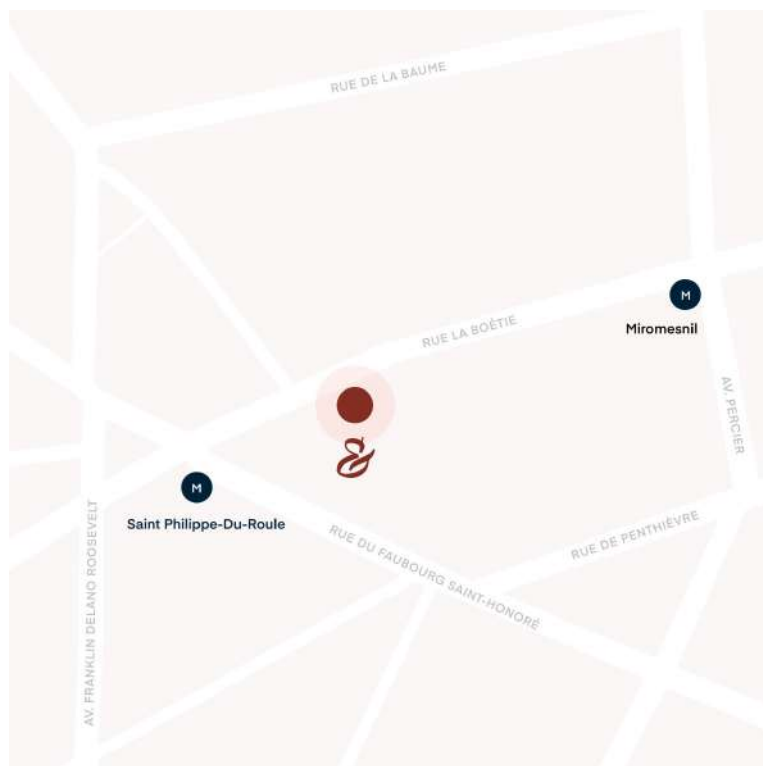 RUE DE LA BAUME
M
Miromesnil
RUE LA BOÉTIE
AV. PERCIER
&
M
Saint Philippe-Du-Roule
RUE DE PENTHIÈVRE
RUE DU FAUBOURG SAINT-HONORÉ
AV. FRANKLIN DELANO ROOSEVELT